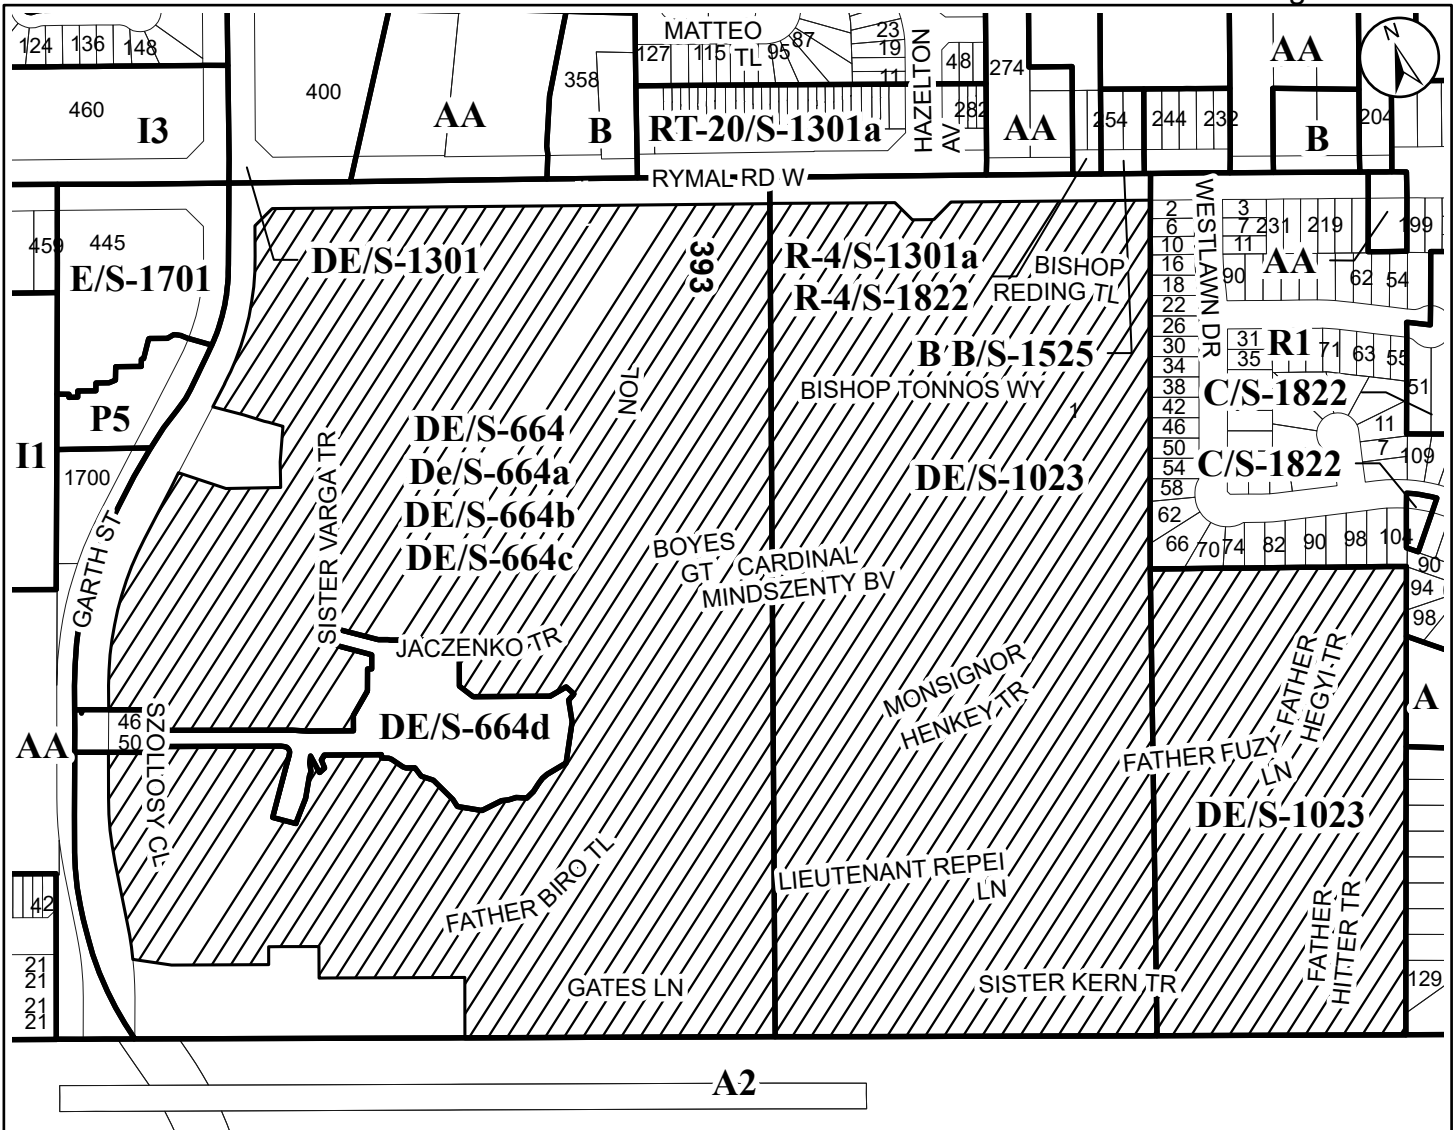 124
136
148
460
I3
400
AA
358
B
MATTEO
TL
127
115
95
87
23
19
11
RT-20/S-1301a
HAZELTON
AV
48
282
274
AA
254
244
232
AA
B
204
N
RYMAL RD W
459
445
E/S-1701
DE/S-1301
393
R-4/S-1301a
R-4/S-1822
BISHOP
REDING TL
B B/S-1525
BISHOP TONNOS WY
1
WESTLAWN DR
2
6
10
16
18
22
26
30
34
38
42
46
50
54
58
62
66
70
74
82
90
98
104
3
7
11
231
219
199
AA
90
62
54
31
35
R1
71
63
55
51
C/S-1822
11
7
109
C/S-1822
90
94
98
P5
I1
1700
GARTH ST
SISTER VARGA TR
NOL
DE/S-664
De/S-664a
DE/S-664b
DE/S-664c
DE/S-1023
BOYES
GT
CARDINAL
MINDSZENTY BV
JACZENKO TR
DE/S-664d
AA
46
50
SZOLLOSY CL
MONSIGNOR
HENKEY TR
FATHER
HEGYI TR
FATHER FUZY
LN
A
DE/S-1023
FATHER BIRO TL
LIEUTENANT REPEI
LN
FATHER
HITTER TR
42
21
21
21
21
GATES LN
SISTER KERN TR
129
A2